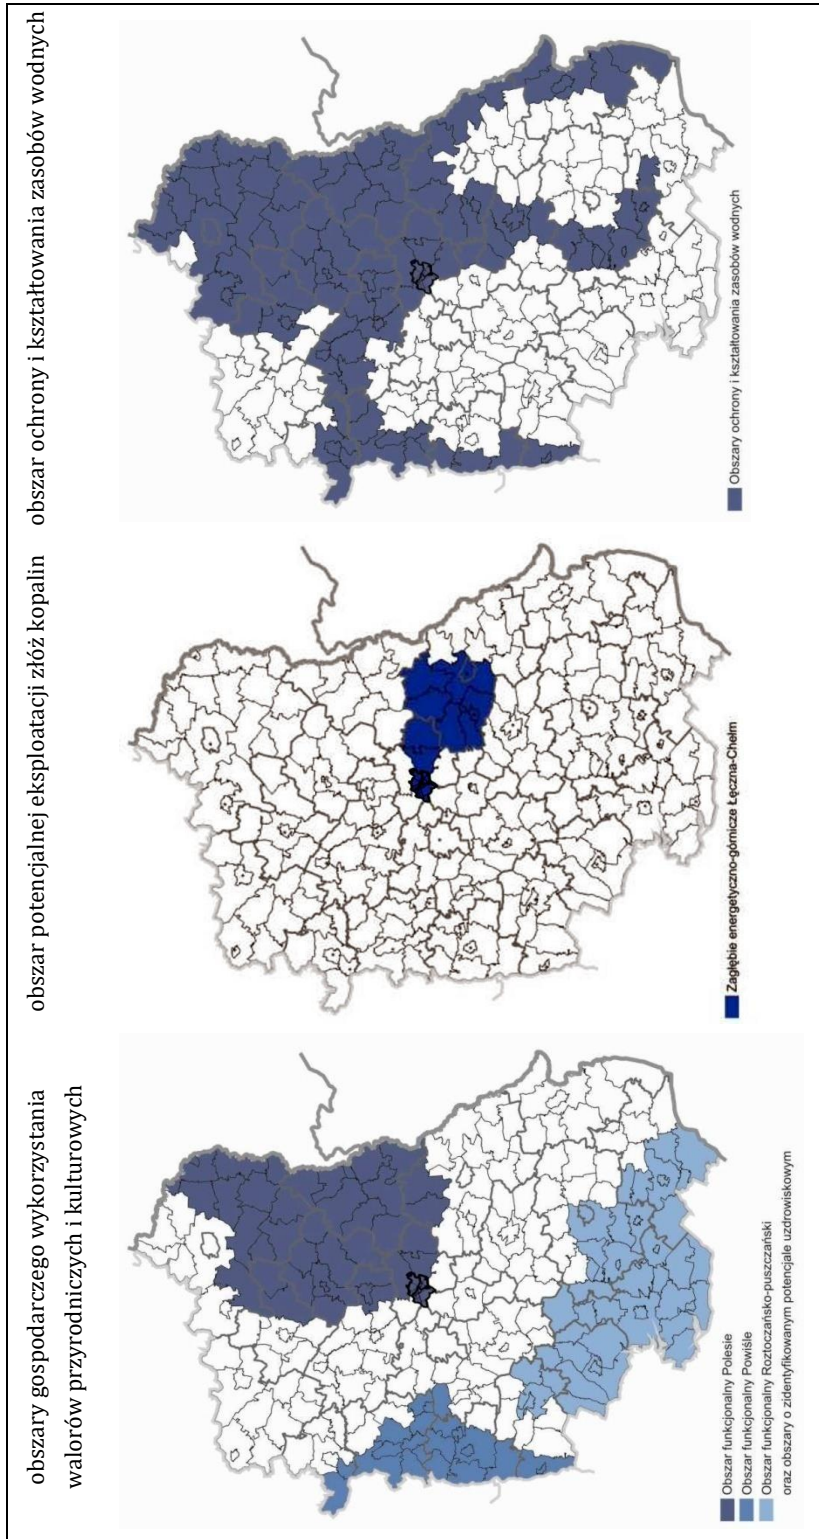 obszary gospodarczego wykorzystania
walorów przyrodniczych i kulturowych
Obszar funkcjonalny Polesie
Obszar funkcjonalny Powiśle
Obszar funkcjonalny Roztoczańsko-puszczański
oraz obszary o zidentyfikowanym potencjale uzdrowiskowym
obszar potencjalnej eksploatacji złóż kopalin
Zagłębie energetyczno-górnicze Łęczna-Chełm
obszar ochrony i kształtowania zasobów wodnych
Obszary ochrony i kształtowania zasobów wodnych